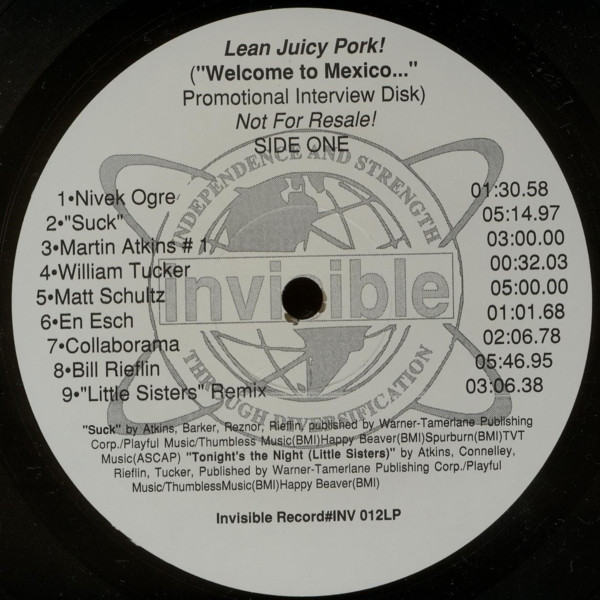 Lean Juicy Pork!
("Welcome to Mexico..."
Promotional Interview Disk)
Not For Resale!
SIDE ONE
INDEPENDENCE AND STRENGTH
Invisible
THROUGH DIVERSIFICATION
1•Nivek Ogre 01:30.58
2•"Suck" 05:14.97
3•Martin Atkins # 1 03:00.00
4•William Tucker 00:32.03
5•Matt Schultz 05:00.00
6•En Esch 01:01.68
7•Collaborama 02:06.78
8•Bill Rieflin 05:46.95
9•"Little Sisters" Remix 03:06.38
"Suck" by Atkins, Barker, Reznor, Rieflin, published by Warner-Tamerlane Publishing
Corp./Playful Music/Thumbless Music(BMI)Happy Beaver(BMI)Spurburn(BMI)TVT
Music(ASCAP) "Tonight's the Night (Little Sisters)" by Atkins, Connelley,
Rieflin, Tucker, Published by Warner-Tamerlane Publishing Corp./Playful
Music/ThumblessMusic(BMI)Happy Beaver(BMI)
Invisible Record#INV 012LP